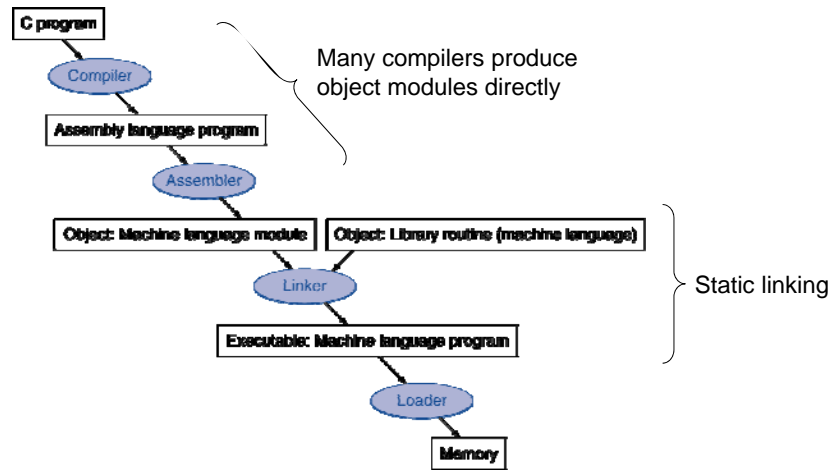 C program
Many compilers produce
object modules directly
Compiler
Assembly language program
Assembler
Object: Machine language module
Object: Library routine (machine language)
Linker
Static linking
Executable: Machine language program
Loader
Memory